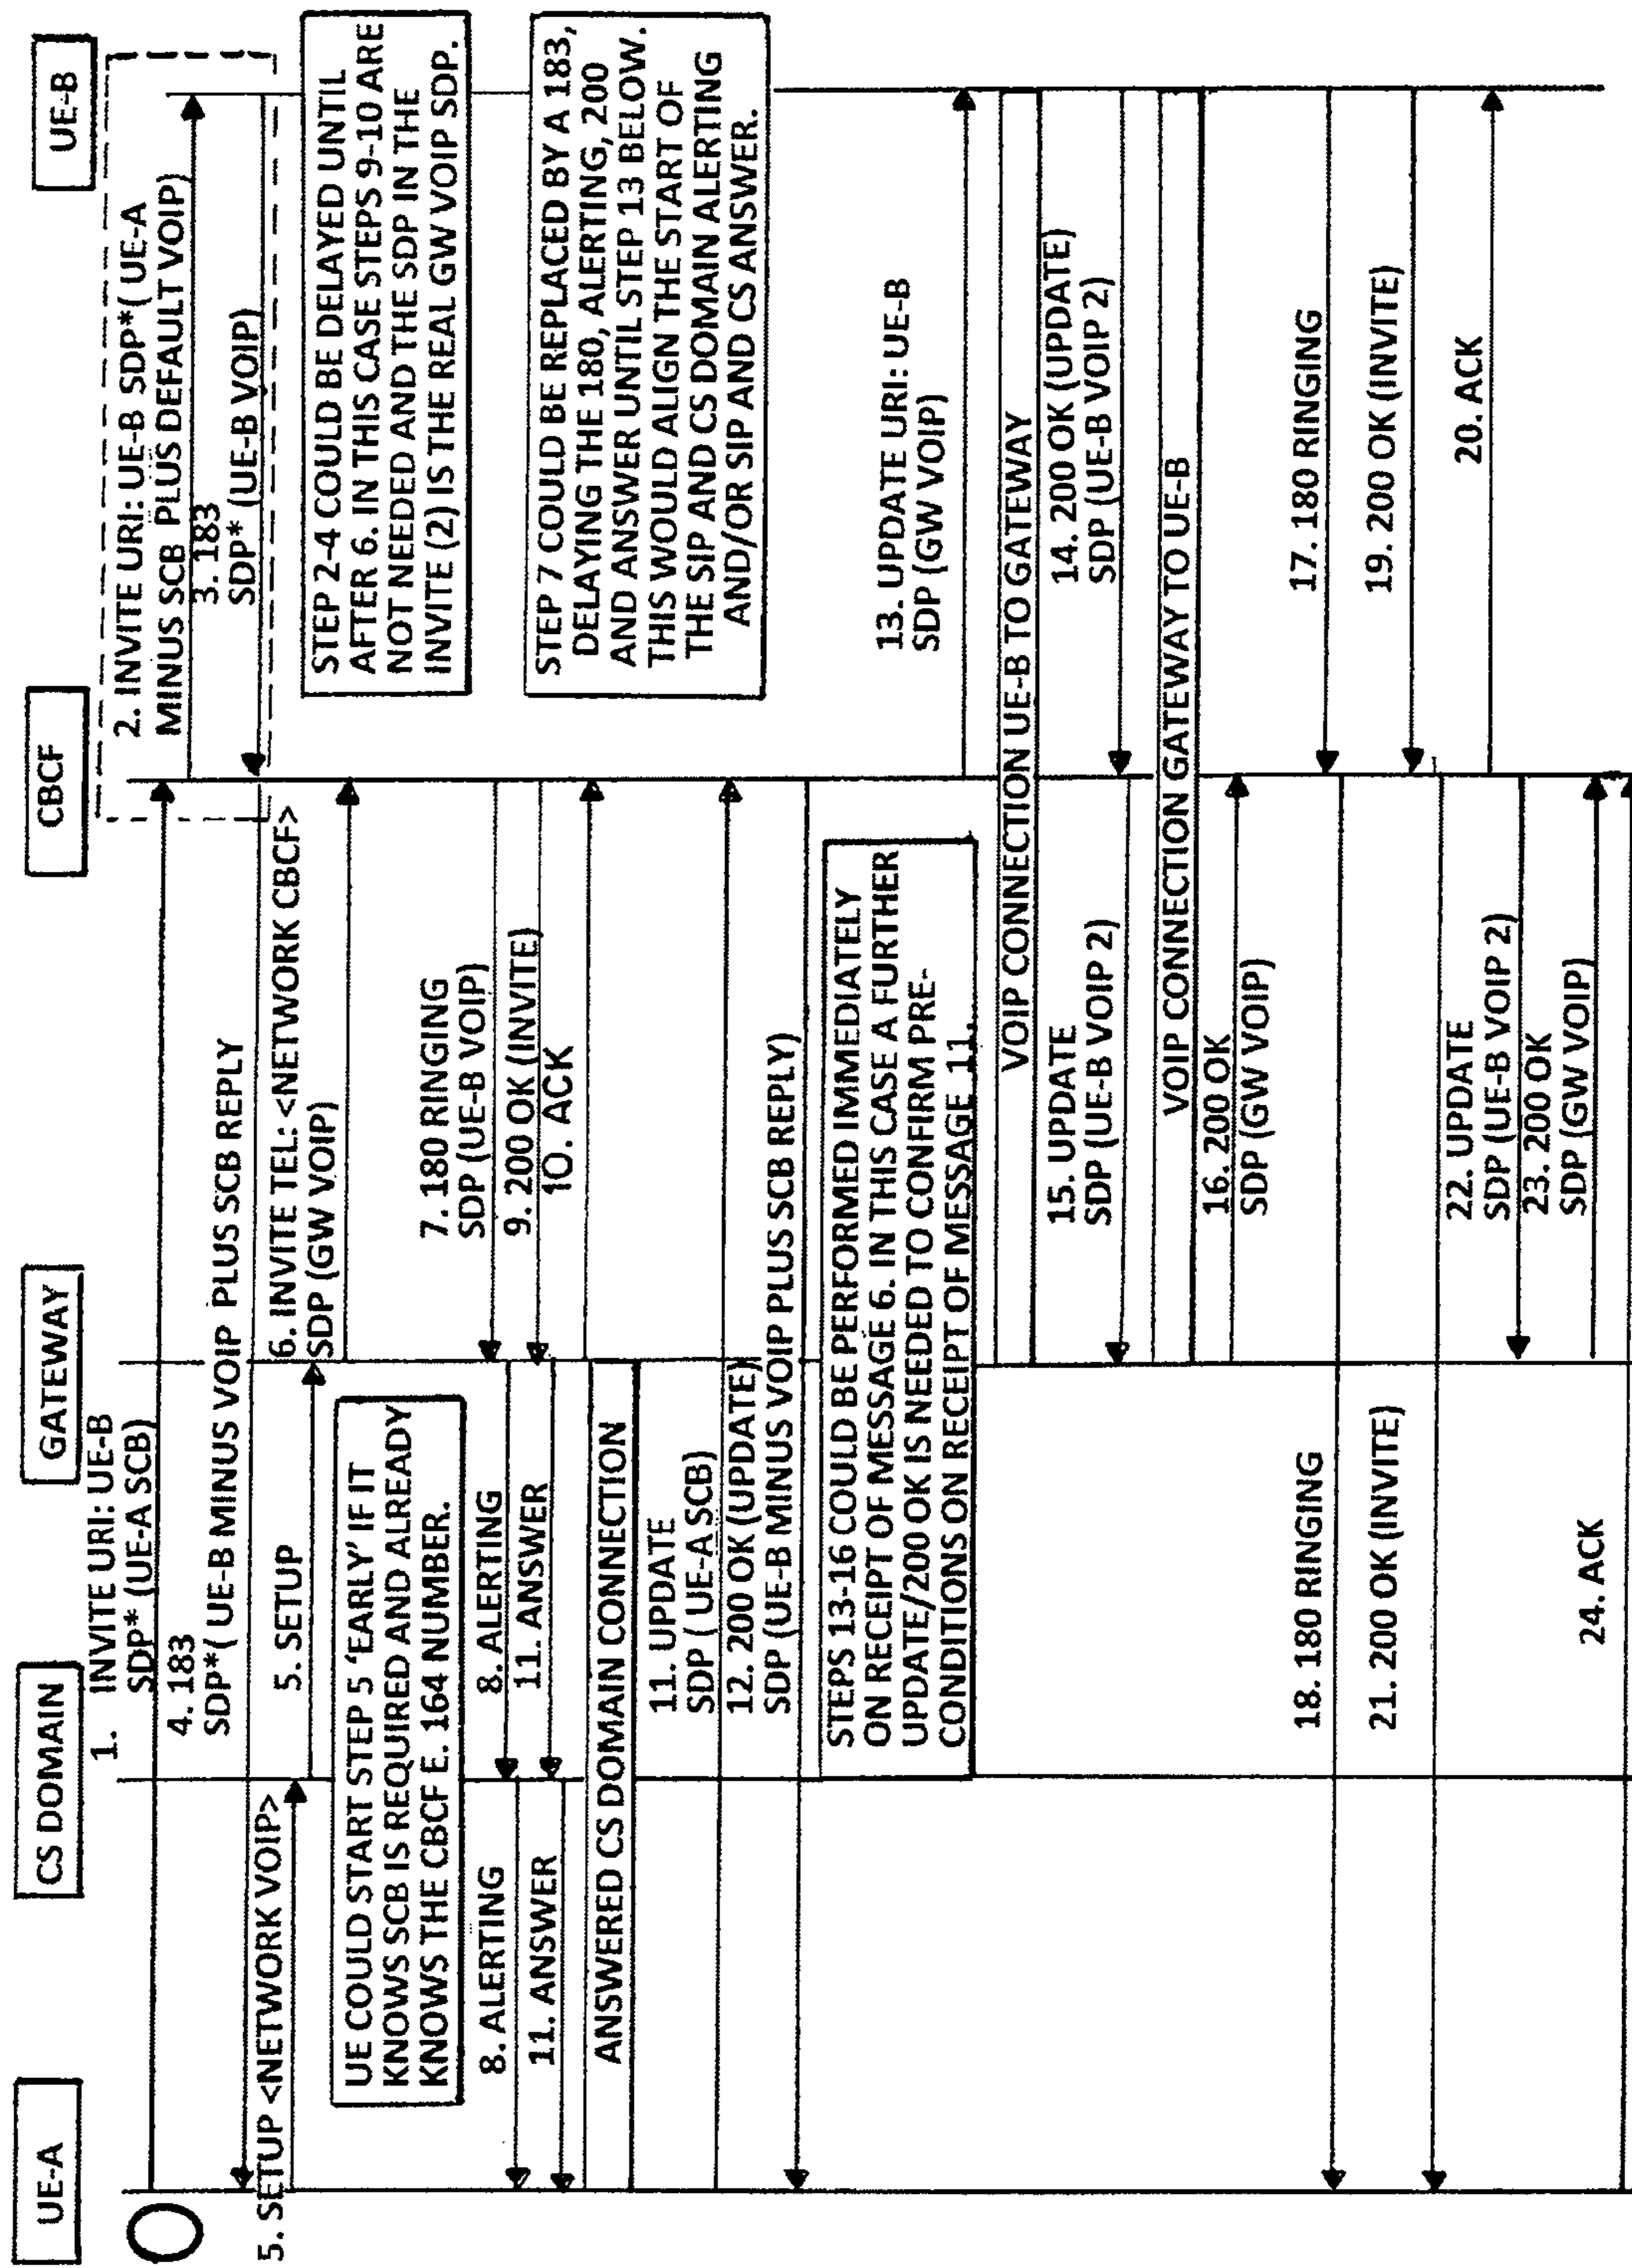 UE-A
CS DOMAIN
GATEWAY
CBCF
UE-B
1. INVITE URI: UE-B
SDP* (UE-A SCB)
2. INVITE URI: UE-B SDP*( UE-A
MINUS SCB PLUS DEFAULT VOIP)
3. 183
SDP* (UE-B VOIP)
4. 183
SDP*( UE-B MINUS VOIP PLUS SCB REPLY
5. SETUP <NETWORK VOIP>
5. SETUP
6. INVITE TEL: <NETWORK CBCF>
SDP (GW VOIP)
STEP 2-4 COULD BE DELAYED UNTIL
AFTER 6. IN THIS CASE STEPS 9-10 ARE
NOT NEEDED AND THE SDP IN THE
INVITE (2) IS THE REAL GW VOIP SDP.
UE COULD START STEP 5 'EARLY' IF IT
KNOWS SCB IS REQUIRED AND ALREADY
KNOWS THE CBCF E. 164 NUMBER.
7. 180 RINGING
SDP (UE-B VOIP)
8. ALERTING
8. ALERTING
9. 200 OK (INVITE)
11. ANSWER
11. ANSWER
10. ACK
STEP 7 COULD BE REPLACED BY A 183,
DELAYING THE 180, ALERTING, 200
AND ANSWER UNTIL STEP 13 BELOW.
THIS WOULD ALIGN THE START OF
THE SIP AND CS DOMAIN ALERTING
AND/OR SIP AND CS ANSWER.
ANSWERED CS DOMAIN CONNECTION
11. UPDATE
SDP ( UE-A SCB)
12. 200 OK (UPDATE)
SDP (UE-B MINUS VOIP PLUS SCB REPLY)
STEPS 13-16 COULD BE PERFORMED IMMEDIATELY
ON RECEIPT OF MESSAGE 6. IN THIS CASE A FURTHER
UPDATE/200 OK IS NEEDED TO CONFIRM PRE-
CONDITIONS ON RECEIPT OF MESSAGE 11.
13. UPDATE URI: UE-B
SDP (GW VOIP)
VOIP CONNECTION UE-B TO GATEWAY
14. 200 OK (UPDATE)
SDP (UE-B VOIP 2)
15. UPDATE
SDP (UE-B VOIP 2)
VOIP CONNECTION GATEWAY TO UE-B
16. 200 OK
SDP (GW VOIP)
17. 180 RINGING
18. 180 RINGING
19. 200 OK (INVITE)
21. 200 OK (INVITE)
20. ACK
22. UPDATE
SDP (UE-B VOIP 2)
23. 200 OK
SDP (GW VOIP)
24. ACK